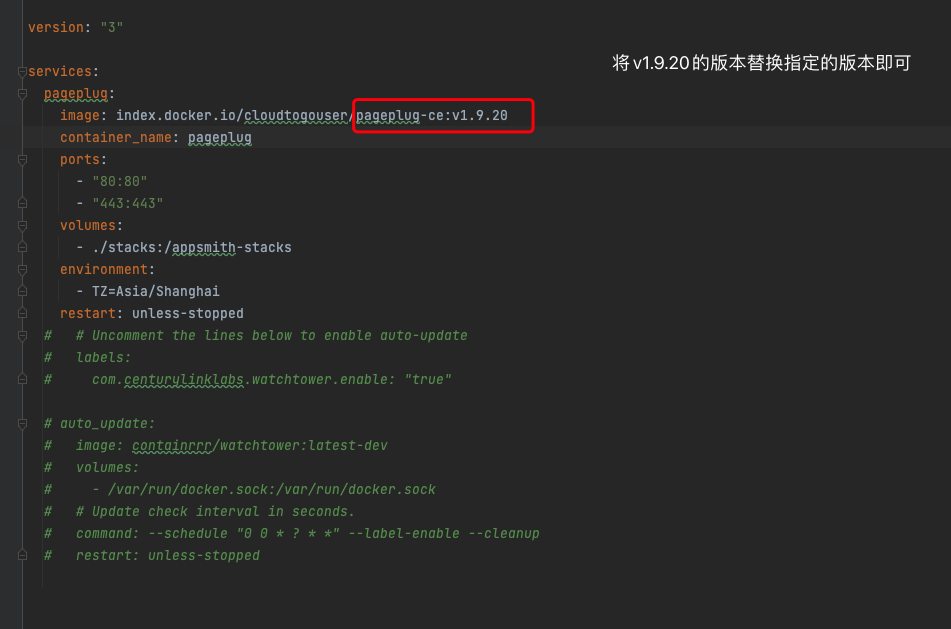 version: "3"
将v1.9.20的版本替换指定的版本即可
services:
  pageplug:
    image: index.docker.io/cloudtogouser/pageplug-ce:v1.9.20
    container_name: pageplug
    ports:
      - "80:80"
      - "443:443"
    volumes:
      - ./stacks:/appsmith-stacks
    environment:
      - TZ=Asia/Shanghai
    restart: unless-stopped
  #   # Uncomment the lines below to enable auto-update
  #   labels:
  #     com.centurylinklabs.watchtower.enable: "true"
  # auto_update:
  #   image: containrrr/watchtower:latest-dev
  #   volumes:
  #     - /var/run/docker.sock:/var/run/docker.sock
  #   # Update check interval in seconds.
  #   command: --schedule "0 0 * ? * *" --label-enable --cleanup
  #   restart: unless-stopped